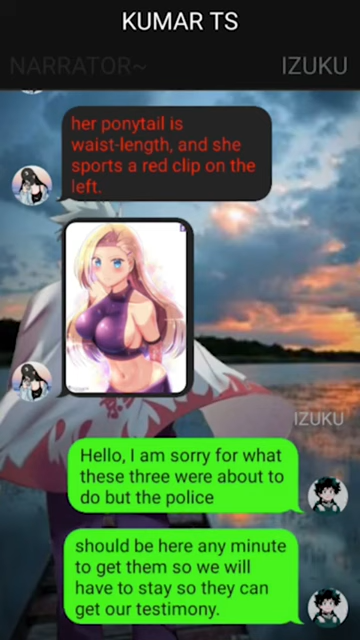 KUMAR TS
NARRATOR~
IZUKU
her ponytail is
waist-length, and she
sports a red clip on the
left.
IZUKU
Hello, I am sorry for what
these three were about to
do but the police
should be here any minute
to get them so we will
have to stay so they can
get our testimony.